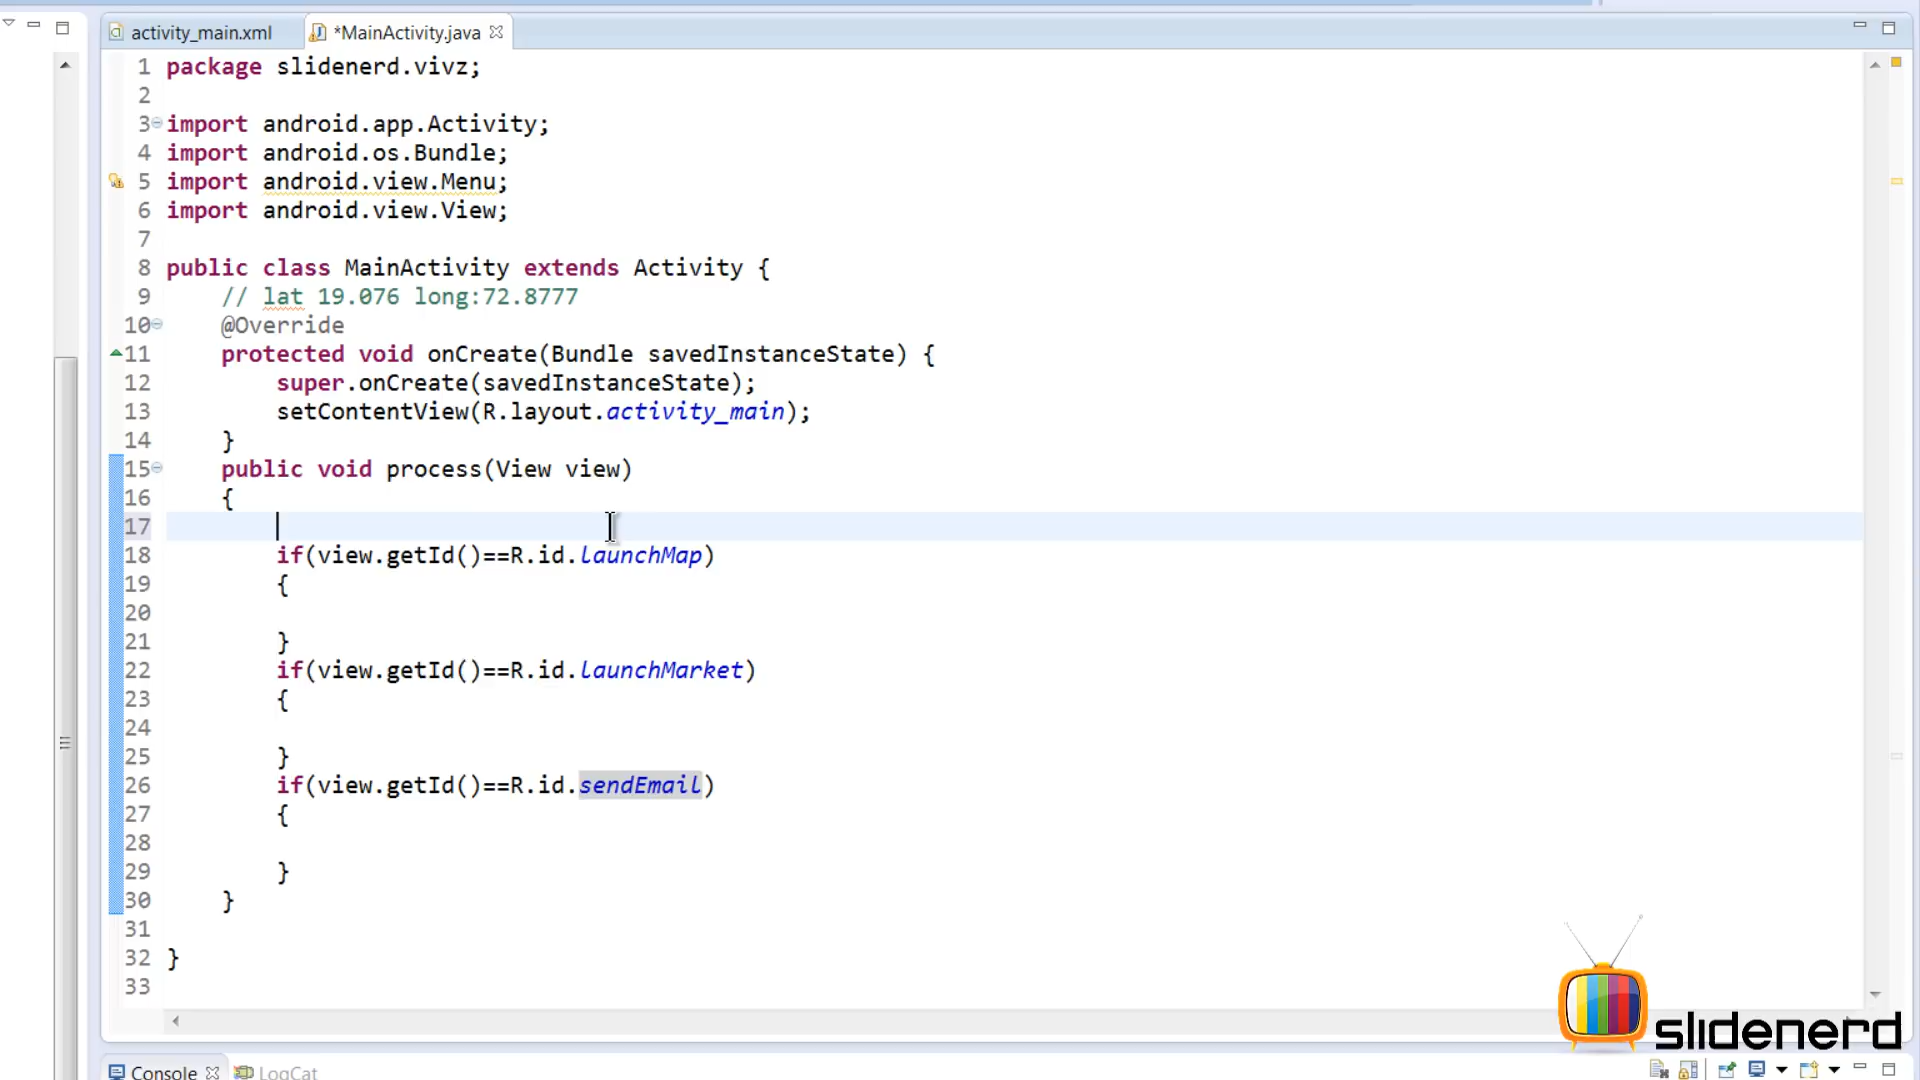 activity_main.xml
*MainActivity.java
1 package slidenerd.vivz;
2
3 import android.app.Activity;
4 import android.os.Bundle;
5 import android.view.Menu;
6 import android.view.View;
7
8 public class MainActivity extends Activity {
9 // lat 19.076 long:72.8777
10 @Override
11 protected void onCreate(Bundle savedInstanceState) {
12 super.onCreate(savedInstanceState);
13 setContentView(R.layout.activity_main);
14 }
15 public void process(View view)
16 {
17
18 if(view.getId()==R.id.launchMap)
19 {
20
21 }
22 if(view.getId()==R.id.launchMarket)
23 {
24
25 }
26 if(view.getId()==R.id.sendEmail)
27 {
28
29 }
30 }
31
32 }
33
slidenerd
Console
LogCat